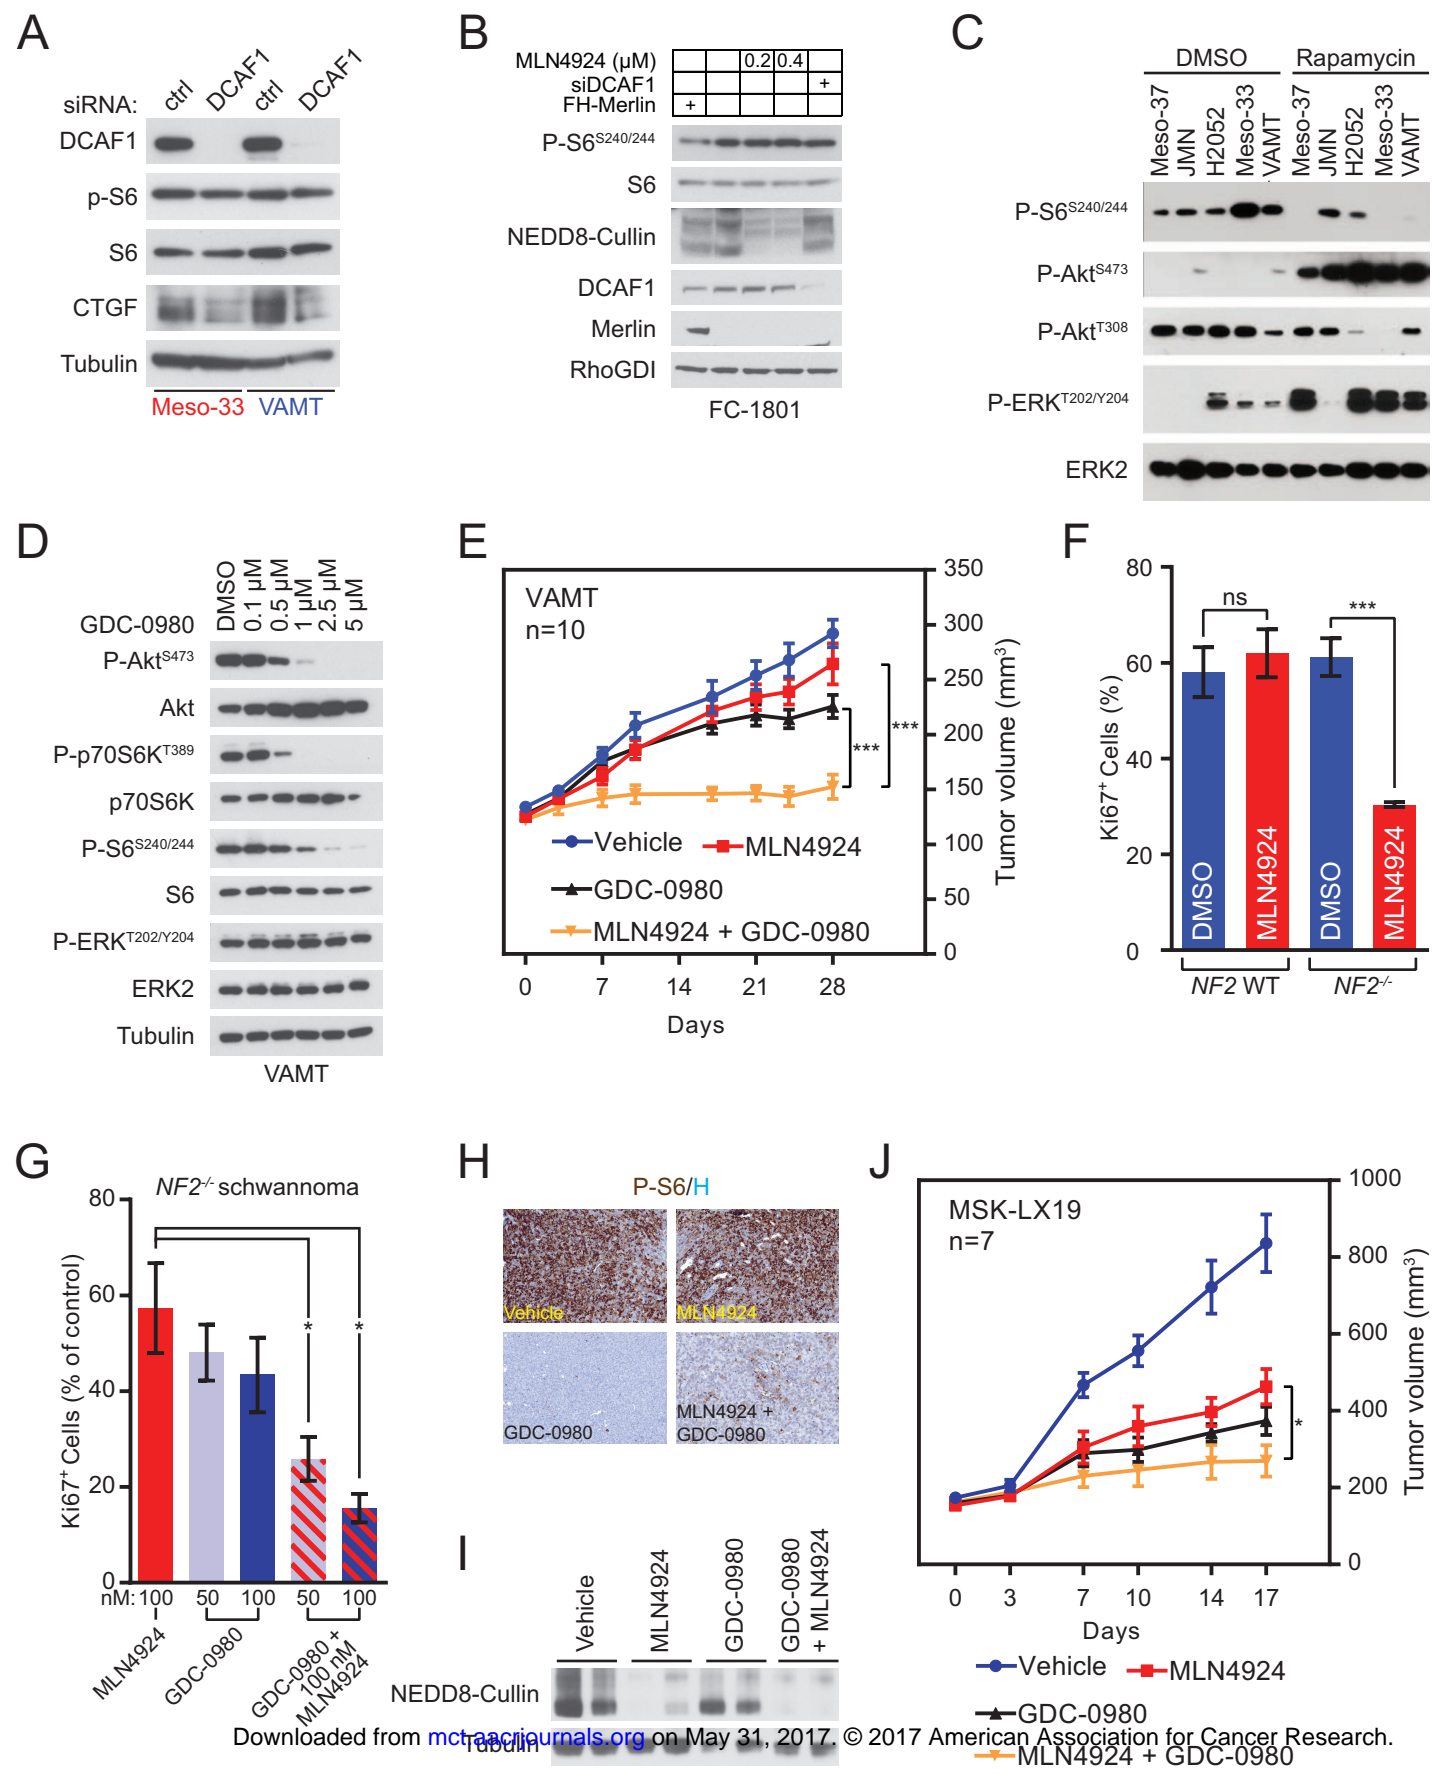 A
siRNA: ctrl DCAF1 ctrl DCAF1
DCAF1
p-S6
S6
CTGF
Tubulin
Meso-33 VAMT
B
MLN4924 (µM) 0.2 0.4
siDCAF1 +
FH-Merlin +
P-S6S240/244
S6
NEDD8-Cullin
DCAF1
Merlin
RhoGDI
FC-1801
C
DMSO Rapamycin
Meso-37 JMN H2052 Meso-33 VAMT Meso-37 JMN H2052 Meso-33 VAMT
P-S6S240/244
P-AktS473
P-AktT308
P-ERKT202/Y204
ERK2
D
GDC-0980 DMSO 0.1 µM 0.5 µM 1 µM 2.5 µM 5 µM
P-AktS473
Akt
P-p70S6KT389
p70S6K
P-S6S240/244
S6
P-ERKT202/Y204
ERK2
Tubulin
VAMT
E
VAMT
n=10
350
300
250
200
150
100
50
0
Tumor volume (mm3)
***
***
Vehicle MLN4924
GDC-0980
MLN4924 + GDC-0980
0 7 14 21 28
Days
F
80
60
40
20
0
Ki67+ Cells (%)
ns
***
DMSO MLN4924 DMSO MLN4924
NF2 WT NF2-/-
G
NF2-/- schwannoma
80
60
40
20
0
Ki67+ Cells (% of control)
* *
nM: 100 50 100 50 100
MLN4924
GDC-0980
GDC-0980 +
100 nM
MLN4924
H
P-S6/H
Vehicle
MLN4924
GDC-0980
MLN4924 +
GDC-0980
I
Vehicle
MLN4924
GDC-0980
GDC-0980
+ MLN4924
NEDD8-Cullin
Tubulin
J
MSK-LX19
n=7
1000
800
600
400
200
0
Tumor volume (mm3)
*
0 3 7 10 14 17
Days
Vehicle MLN4924
GDC-0980
MLN4924 + GDC-0980
Downloaded from mct.aacrjournals.org on May 31, 2017. © 2017 American Association for Cancer Research.